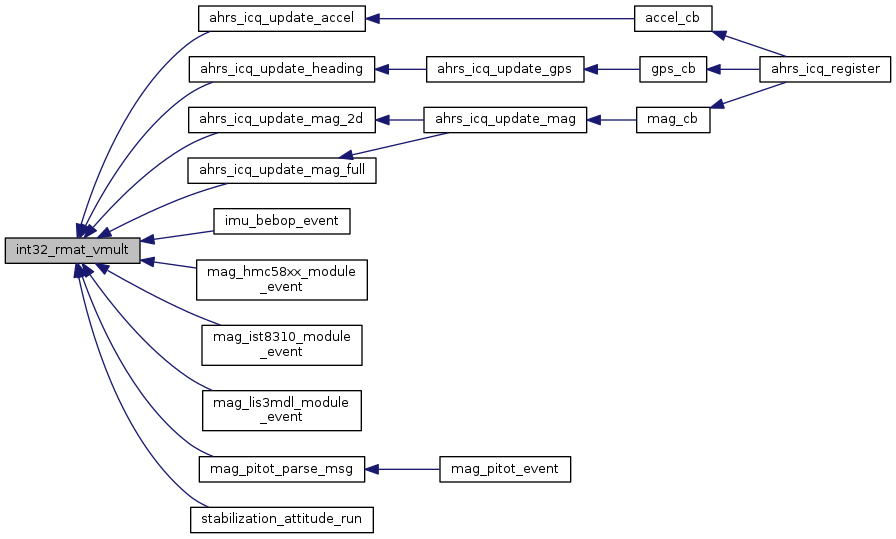 ahrs_icq_update_accel
accel_cb
ahrs_icq_update_heading
ahrs_icq_update_gps
gps_cb
ahrs_icq_register
ahrs_icq_update_mag_2d
ahrs_icq_update_mag
mag_cb
ahrs_icq_update_mag_full
imu_bebop_event
int32_rmat_vmult
mag_hmc58xx_module
_event
mag_ist8310_module
_event
mag_lis3mdl_module
_event
mag_pitot_parse_msg
mag_pitot_event
stabilization_attitude_run